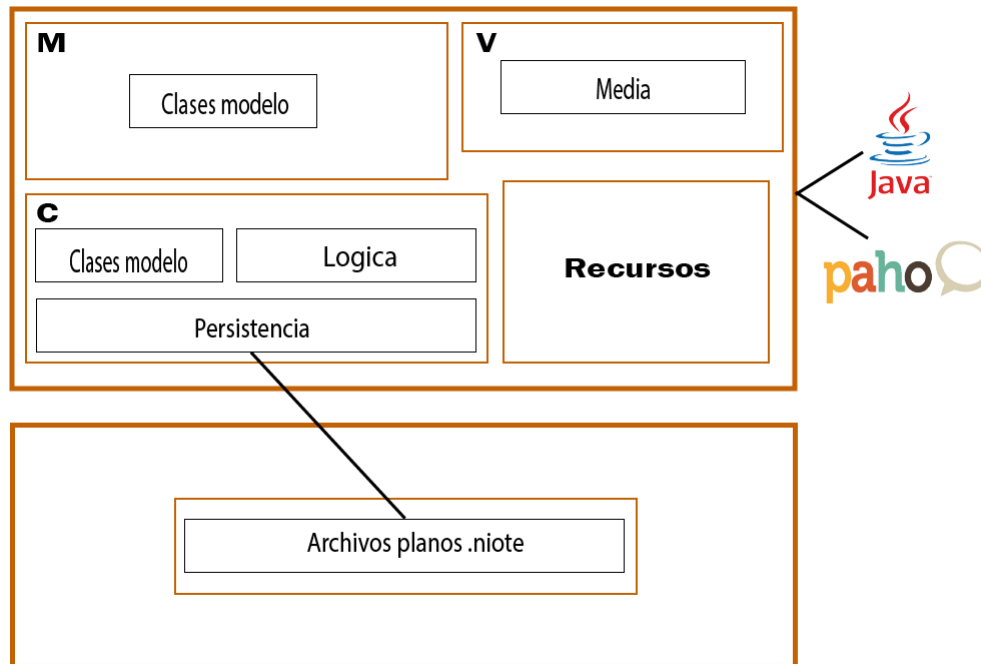 M
Clases modelo
V
Media
Java
C
Clases modelo
Logica
Recursos
paho
Persistencia
Archivos planos .niote